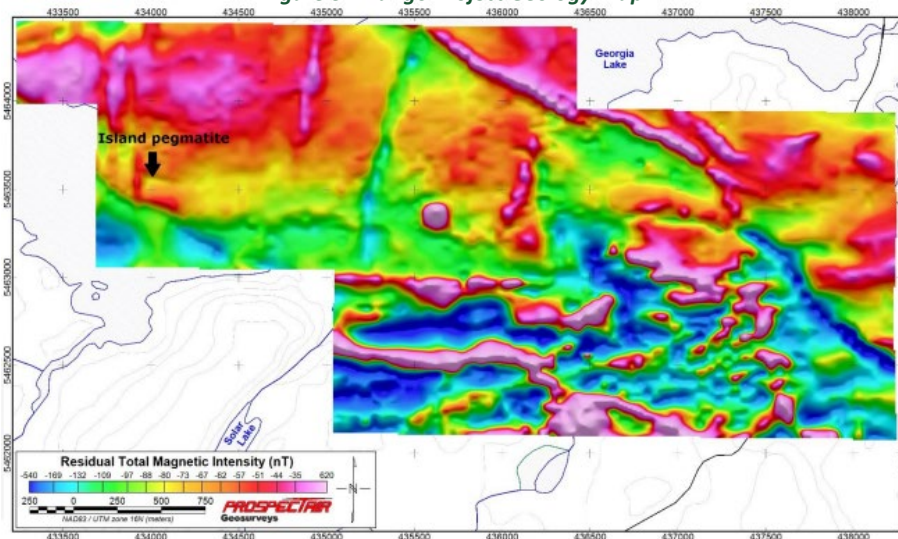 433500 434000 434500 435000 435500 436000 436500 437000 437500 438000
Georgia
Lake
5464000
Island pegmatite
5463500
5463000
5462500
5462000
Solar
Lake
Residual Total Magnetic Intensity (nT)
-540 -169 -132 -109 -97 -88 -80 -73 -67 -62 -57 -51 -44 -35 620
250 0 250 500 750
NAD83 / UTM zone 16N (meters)
PROSPECTAIR
Geosurveys
N
433500 434000 434500 435000 435500 436000 436500 437000 437500 438000